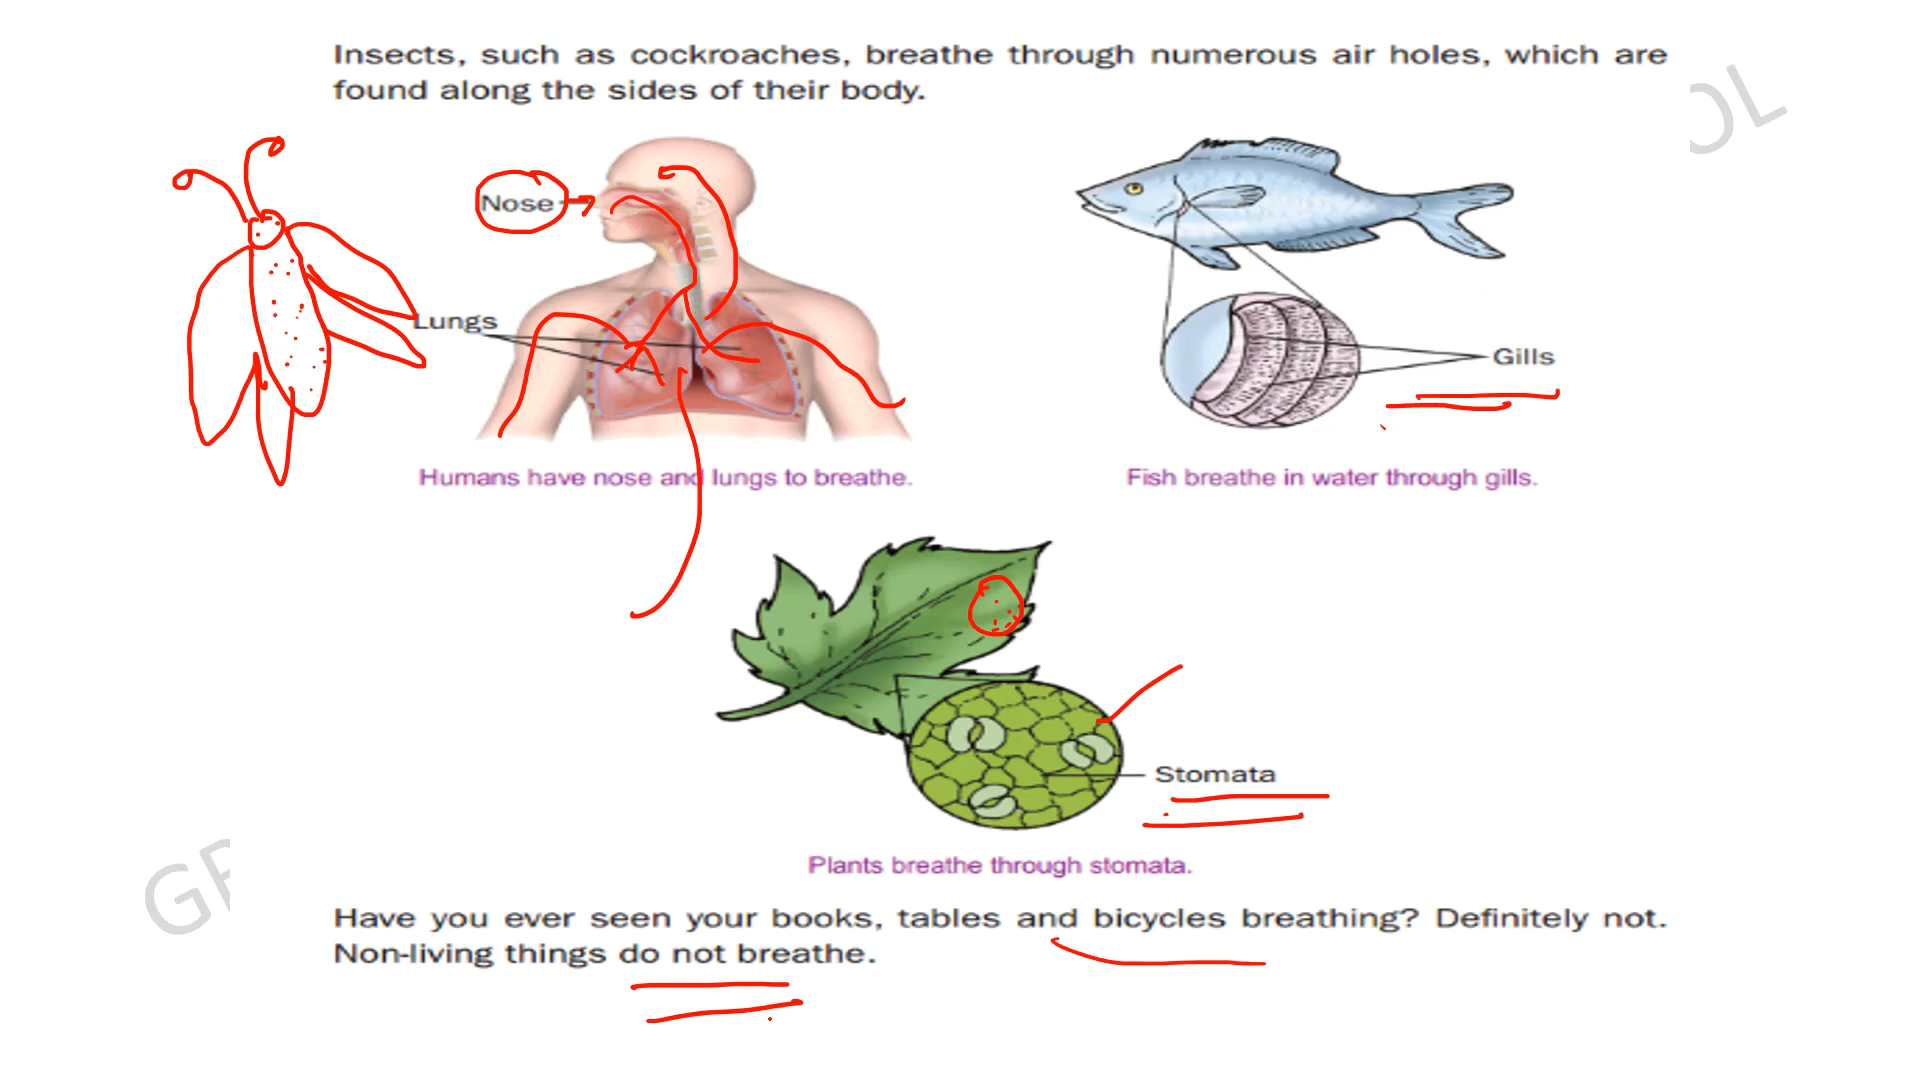 Insects, such as cockroaches, breathe through numerous air holes, which are
found along the sides of their body.
OL
Nose
Lungs
Gills
Humans have nose and lungs to breathe.
Fish breathe in water through gills.
Stomata
Plants breathe through stomata.
GR
Have you ever seen your books, tables and bicycles breathing? Definitely not.
Non-living things do not breathe.